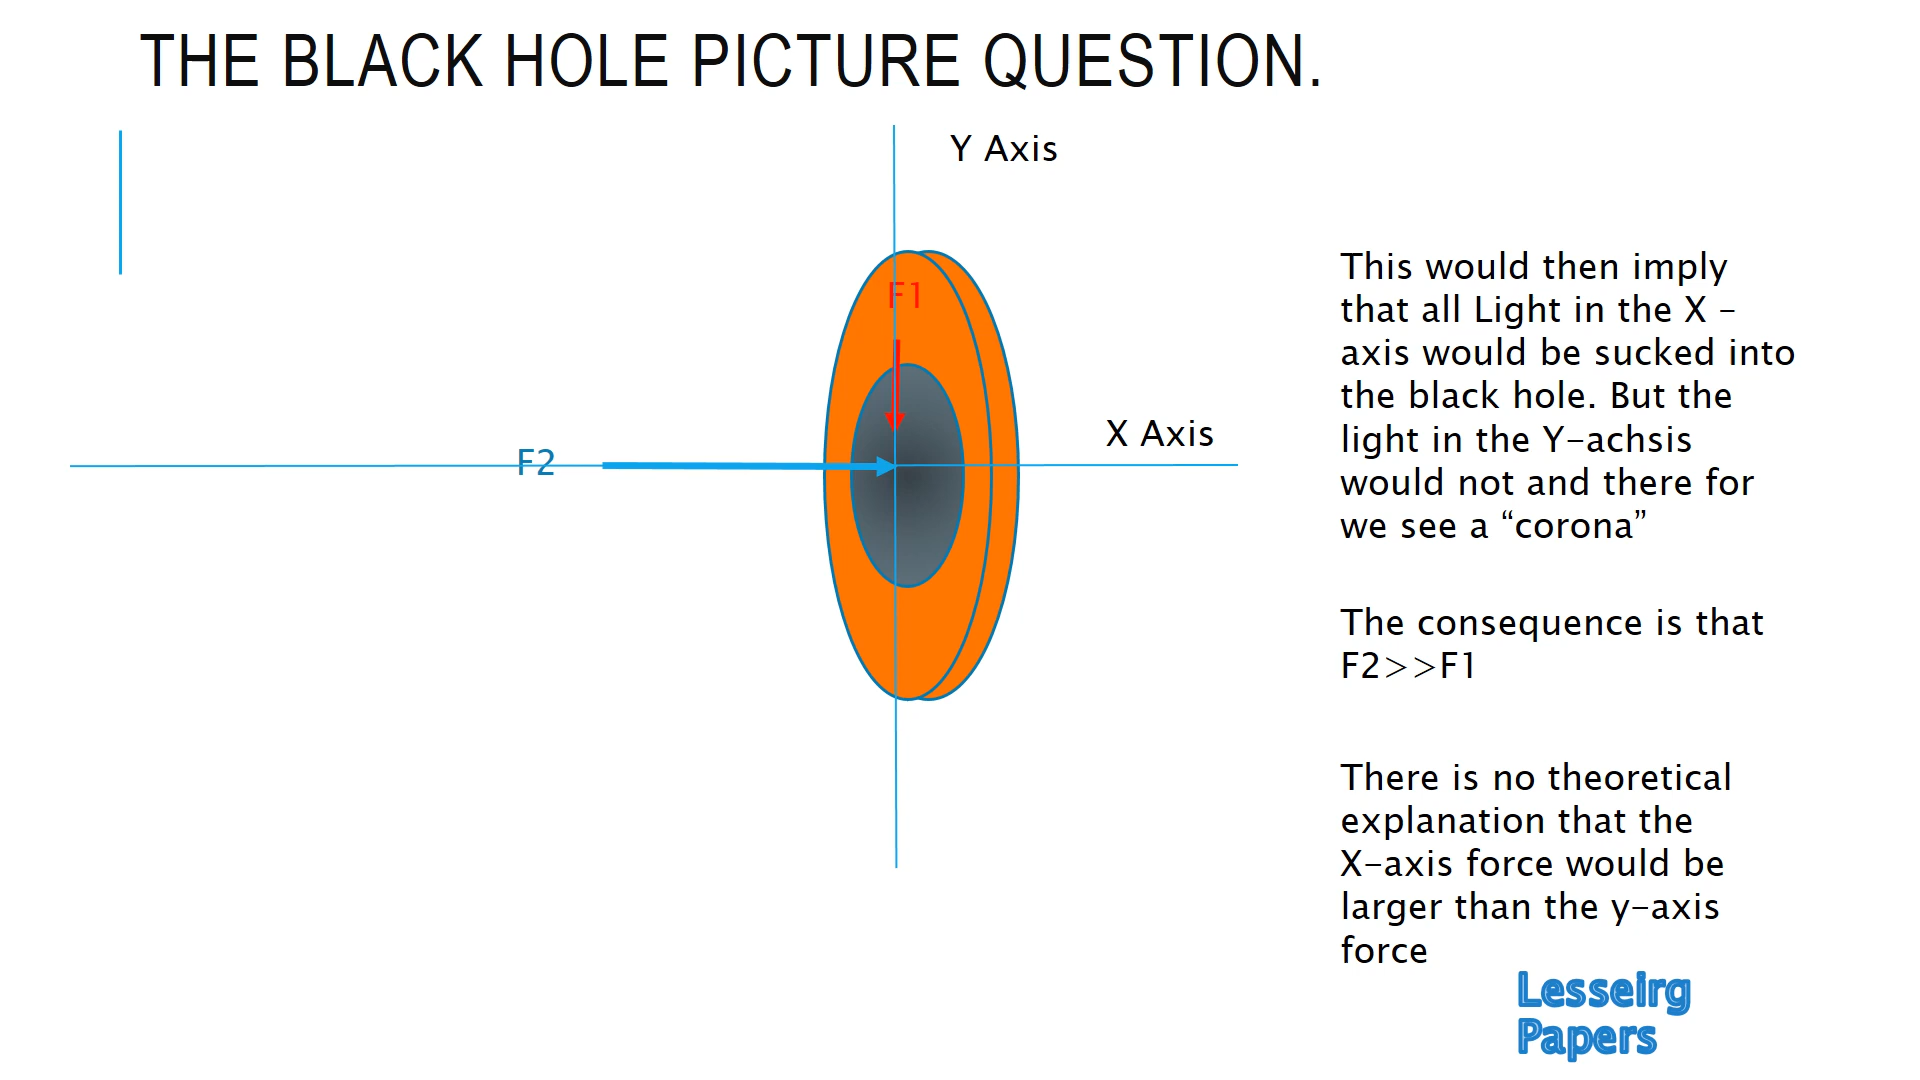 THE BLACK HOLE PICTURE QUESTION.
Y Axis
F1
X Axis
F2
This would then imply
that all Light in the X –
axis would be sucked into
the black hole. But the
light in the Y–achsis
would not and there for
we see a “corona”
The consequence is that
F2>>F1
There is no theoretical
explanation that the
X–axis force would be
larger than the y–axis
force
Lesseirg
Papers